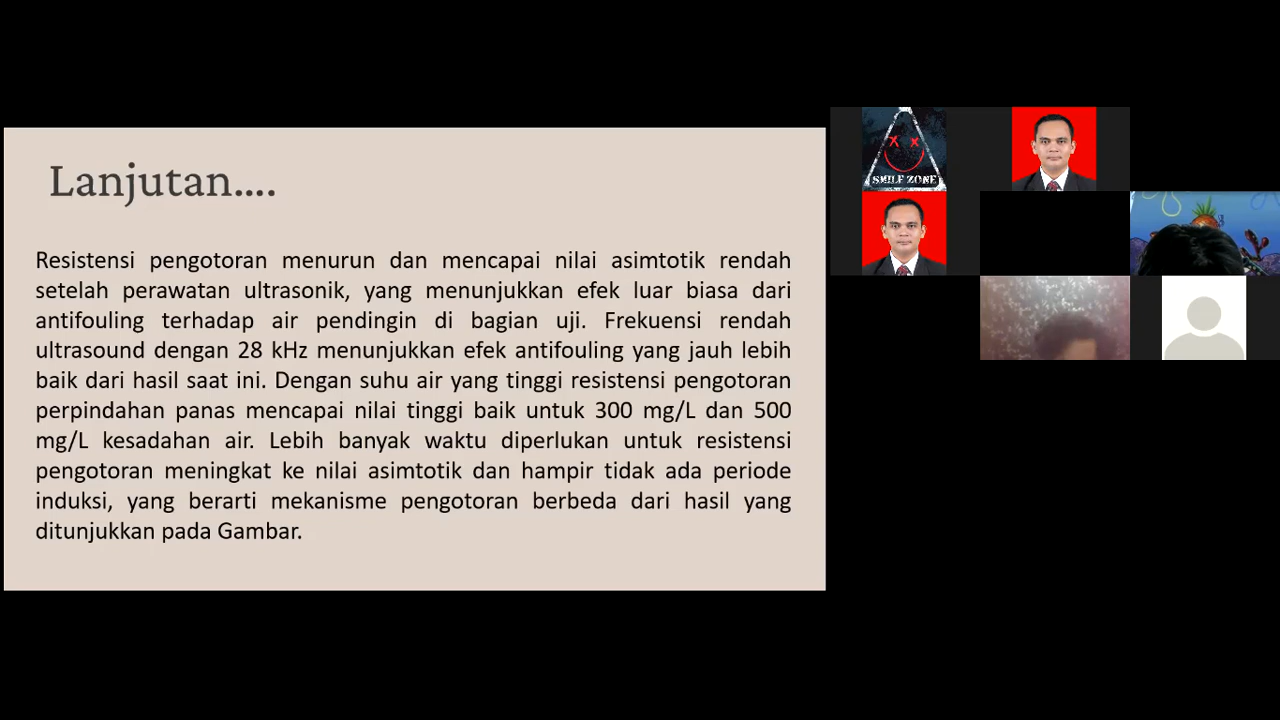 Lanjutan....
Resistensi pengotoran menurun dan mencapai nilai asimtotik rendah
setelah perawatan ultrasonik, yang menunjukkan efek luar biasa dari
antifouling terhadap air pendingin di bagian uji. Frekuensi rendah
ultrasound dengan 28 kHz menunjukkan efek antifouling yang jauh lebih
baik dari hasil saat ini. Dengan suhu air yang tinggi resistensi pengotoran
perpindahan panas mencapai nilai tinggi baik untuk 300 mg/L dan 500
mg/L kesadahan air. Lebih banyak waktu diperlukan untuk resistensi
pengotoran meningkat ke nilai asimtotik dan hampir tidak ada periode
induksi, yang berarti mekanisme pengotoran berbeda dari hasil yang
ditunjukkan pada Gambar.
SMILE ZONE